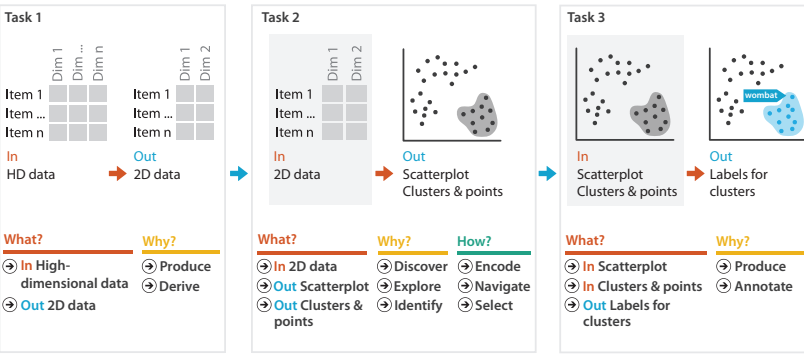 Task 1
Dim 1
Dim ...
Dim n
Dim 1
Dim 2
Item 1
Item ...
Item n
Item 1
Item ...
Item n
In
HD data
Out
2D data
What?
In High-
dimensional data
Out 2D data
Why?
Produce
Derive
Task 2
Dim 1
Dim 2
Item 1
Item ...
Item n
In
2D data
Out
Scatterplot
Clusters & points
What?
In 2D data
Out Scatterplot
Out Clusters &
points
Why?
Discover
Explore
Identify
How?
Encode
Navigate
Select
Task 3
wombat
In
Scatterplot
Clusters & points
Out
Labels for
clusters
What?
In Scatterplot
In Clusters & points
Out Labels for
clusters
Why?
Produce
Annotate